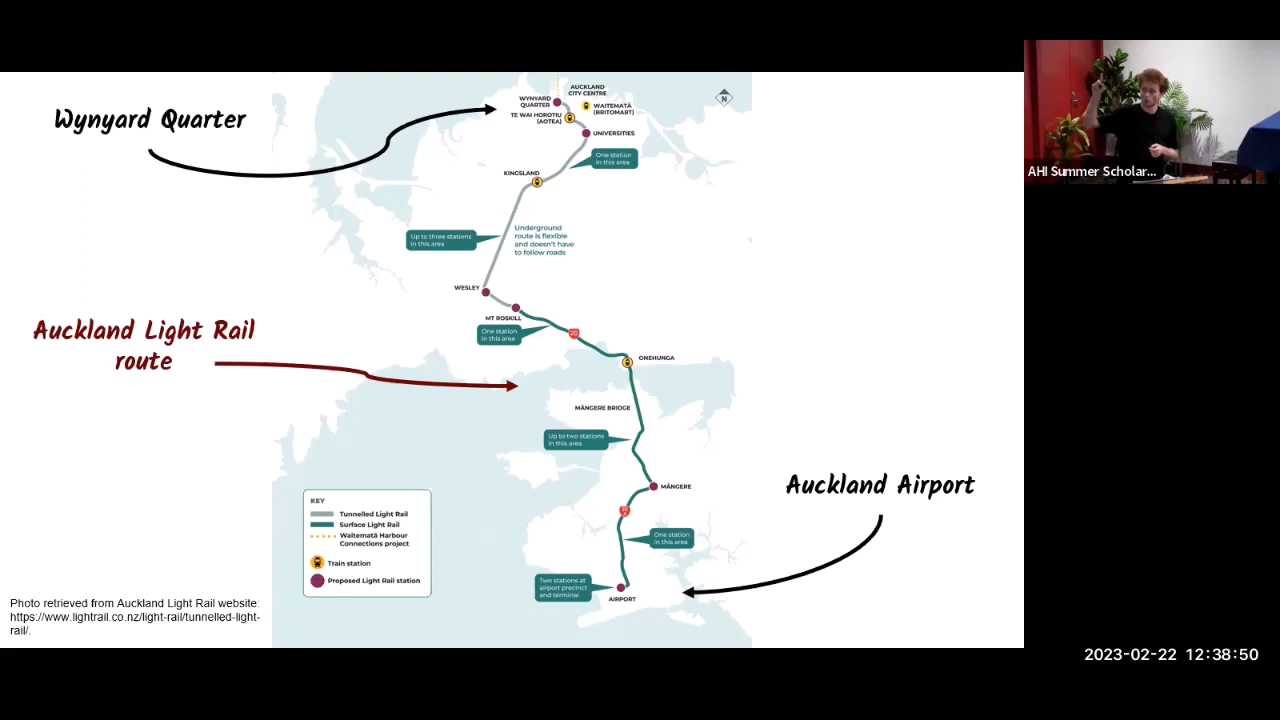 Wynyard Quarter
Auckland Light Rail
route
Photo retrieved from Auckland Light Rail website:
https://www.lightrail.co.nz/light-rail/tunnelled-light-
rail/.
AUCKLAND
CITY CENTRE
WYNYARD
QUARTER
WAITEMATĀ
(BRITOMART)
TE WAI HOROTIU
(AOTEA)
UNIVERSITIES
N
One station
in this area
KINGSLAND
Up to three stations
in this area
Underground
route is flexible
and doesn't have
to follow roads
WESLEY
MT ROSKILL
One station
in this area
20
ONEHUNGA
MĀNGERE BRIDGE
Up to two stations
in this area
MĀNGERE
One station
in this area
Two stations at
airport precinct
and terminal
AIRPORT
KEY
Tunnelled Light Rail
Surface Light Rail
Waitematā Harbour
Connections project
Train station
Proposed Light Rail station
Auckland Airport
AHI Summer Scholar...
2023-02-22 12:38:50